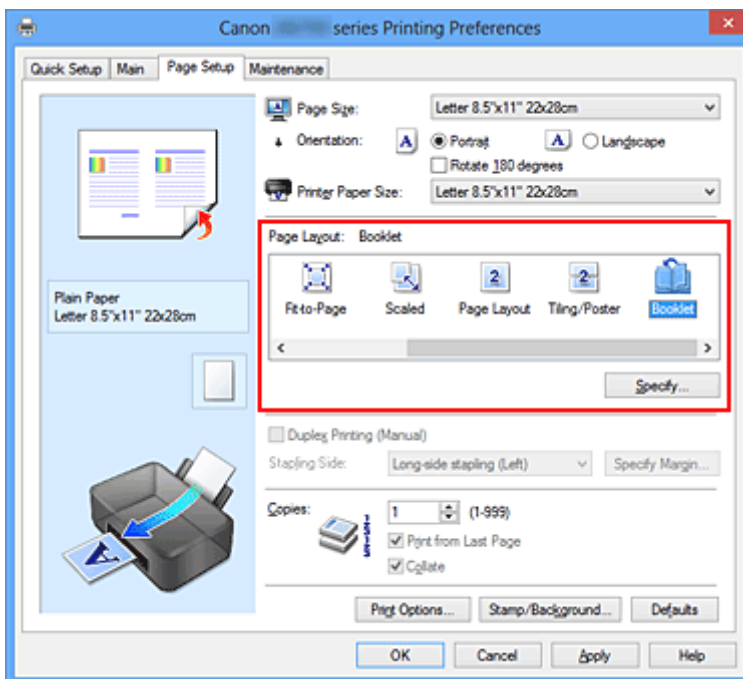 Canon series Printing Preferences
Quick Setup Main Page Setup Maintenance
Page Size: Letter 8.5"x11" 22x28cm
Orientation: A Portrait A Landscape
Rotate 180 degrees
Printer Paper Size: Letter 8.5"x11" 22x28cm
Page Layout: Booklet
Fit-to-Page Scaled Page Layout Tiling/Poster Booklet
Specify...
Plain Paper
Letter 8.5"x11" 22x28cm
Duplex Printing (Manual)
Stapling Side: Long-side stapling (Left) Specify Margin...
Copies: 1 (1-999)
Print from Last Page
Collate
Print Options... Stamp/Background... Defaults
OK Cancel Apply Help